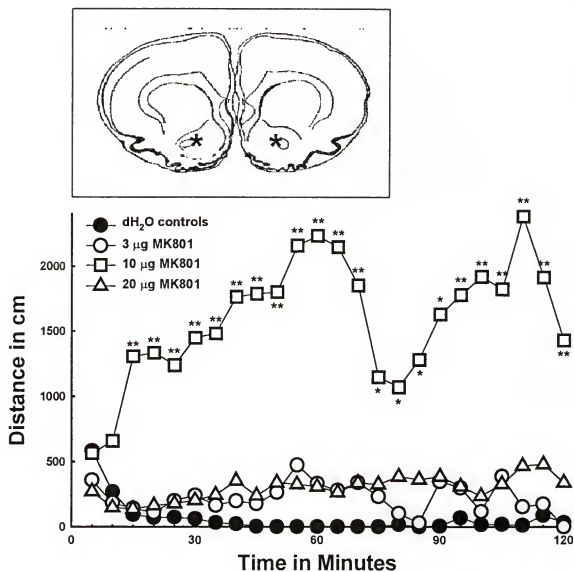 dH₂O controls
3 µg MK801
10 µg MK801
20 µg MK801
Distance in cm
2000
1500
1000
500
0
** ** ** ** ** ** ** ** ** ** ** ** * * * * ** ** ** ** ** **
0 30 60 90 120
Time in Minutes